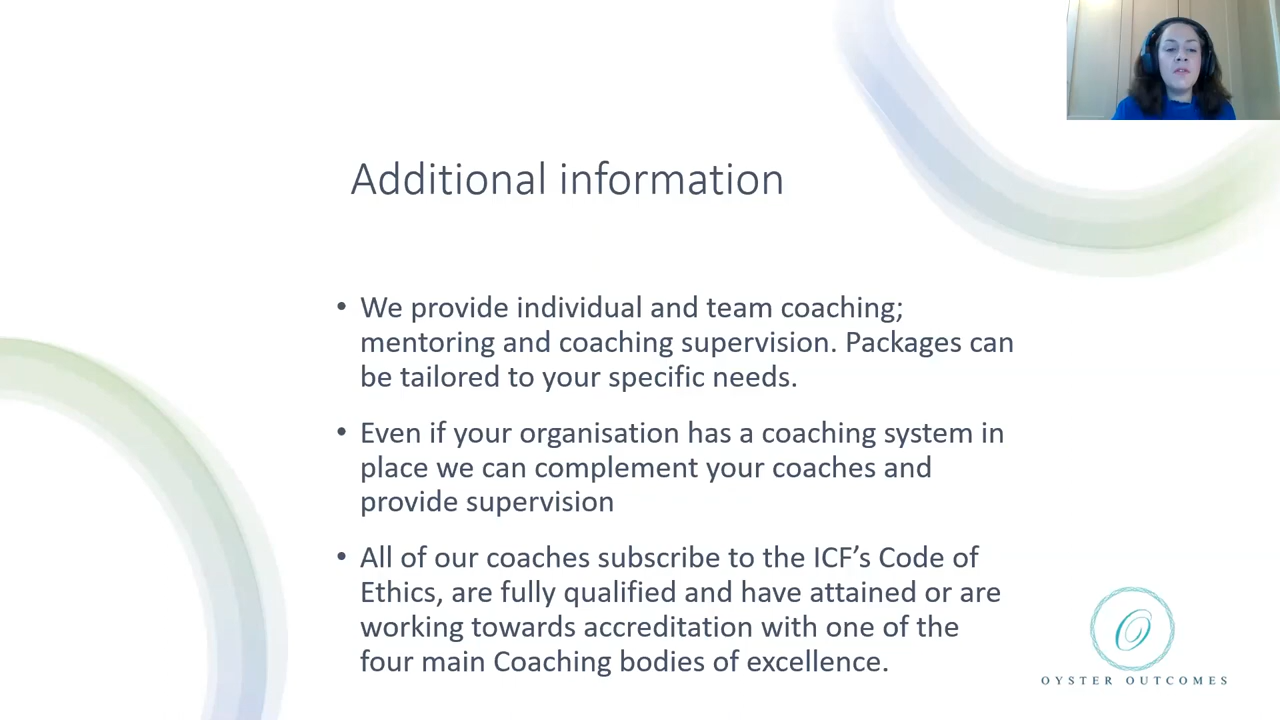 Additional information
• We provide individual and team coaching;
mentoring and coaching supervision. Packages can
be tailored to your specific needs.
• Even if your organisation has a coaching system in
place we can complement your coaches and
provide supervision
• All of our coaches subscribe to the ICF’s Code of
Ethics, are fully qualified and have attained or are
working towards accreditation with one of the
four main Coaching bodies of excellence.
O
OYSTER OUTCOMES